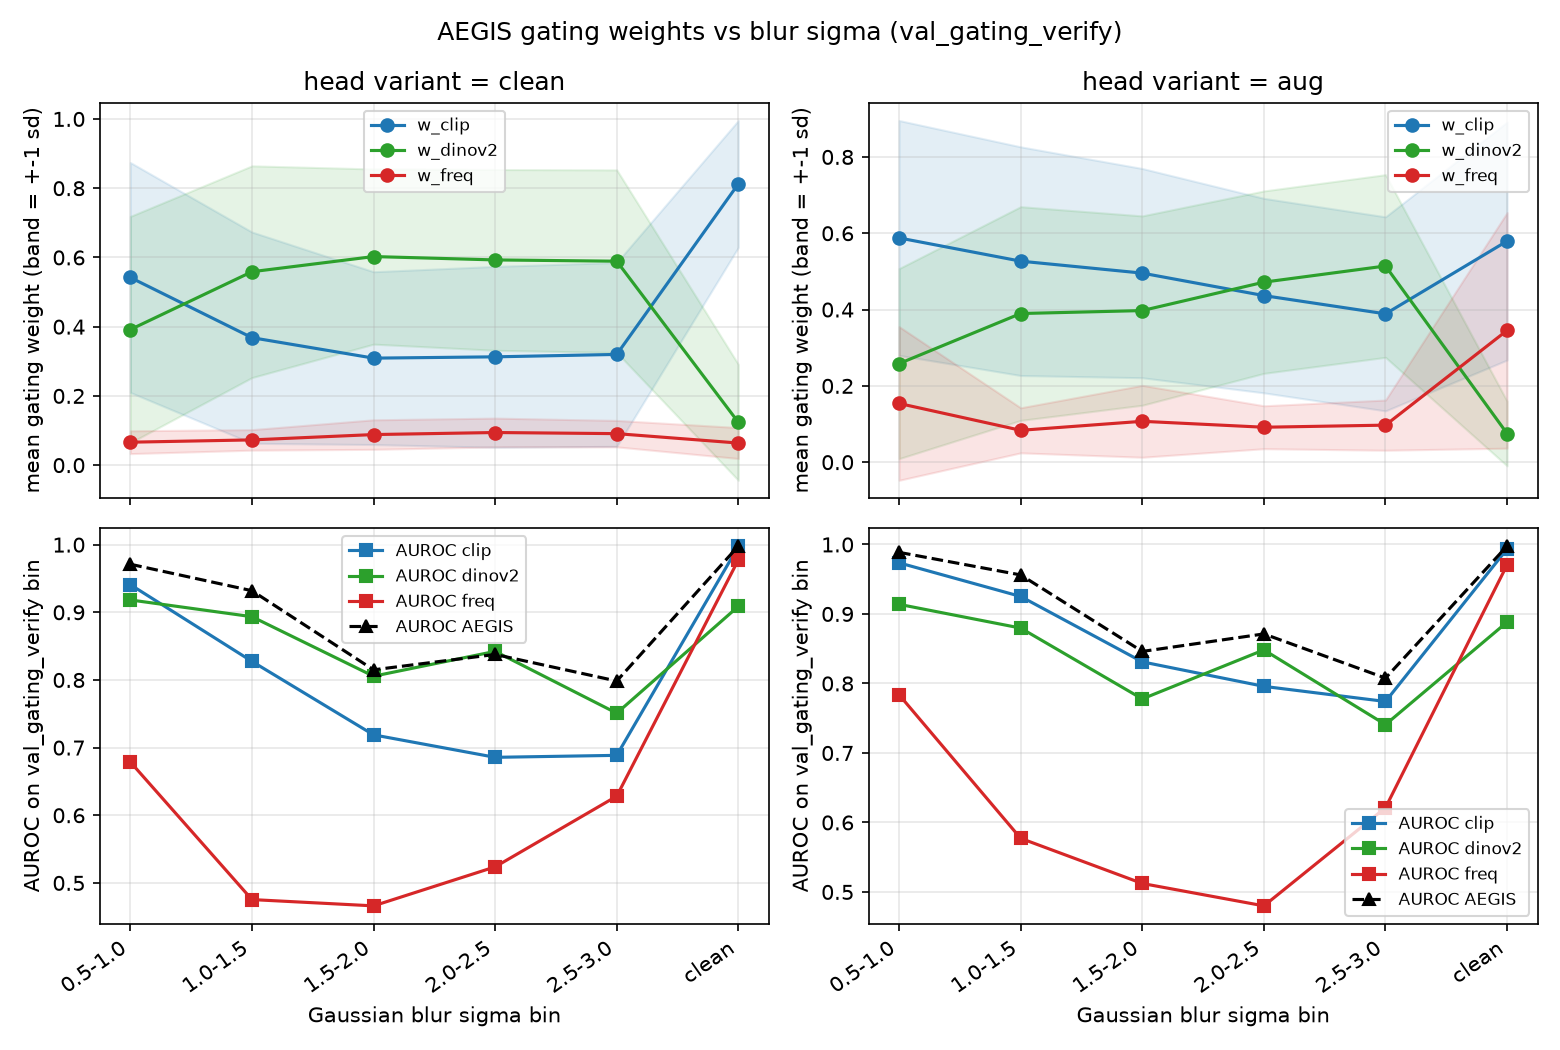 AEGIS gating weights vs blur sigma (val_gating_verify)
head variant = clean
mean gating weight (band = +-1 sd)
1.0
0.8
0.6
0.4
0.2
0.0
w_clip
w_dinov2
w_freq
head variant = aug
mean gating weight (band = +-1 sd)
0.8
0.6
0.4
0.2
0.0
w_clip
w_dinov2
w_freq
AUROC on val_gating_verify bin
1.0
0.9
0.8
0.7
0.6
0.5
AUROC clip
AUROC dinov2
AUROC freq
AUROC AEGIS
0.5-1.0
1.0-1.5
1.5-2.0
2.0-2.5
2.5-3.0
clean
Gaussian blur sigma bin
AUROC on val_gating_verify bin
1.0
0.9
0.8
0.7
0.6
0.5
AUROC clip
AUROC dinov2
AUROC freq
AUROC AEGIS
0.5-1.0
1.0-1.5
1.5-2.0
2.0-2.5
2.5-3.0
clean
Gaussian blur sigma bin